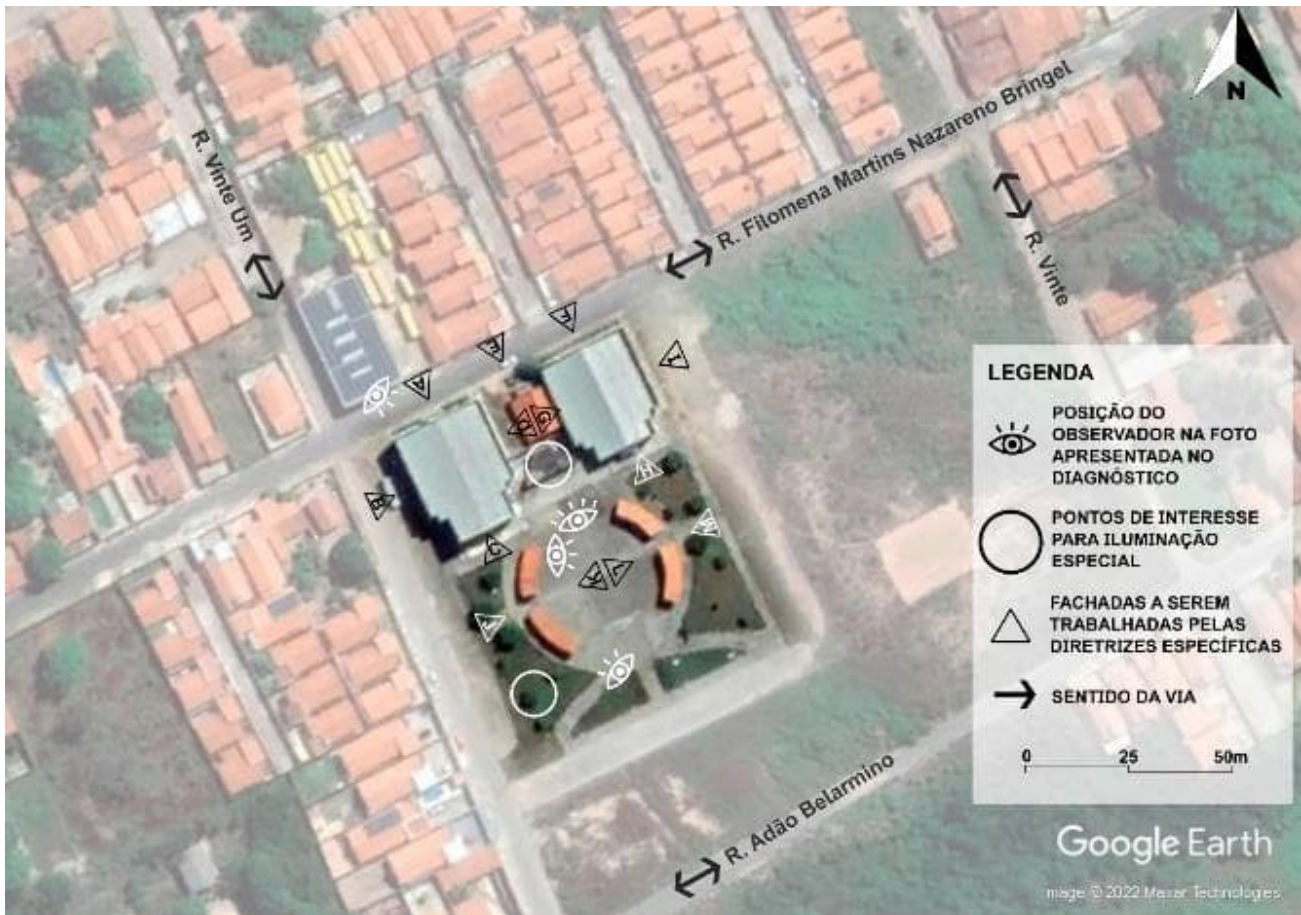 N
R. Vinte Um
R. Filomena Martins Nazareno Bringel
R. Vinte
F
E
A
I
D
G
B
H
M
C
L
R. Adão Belarmino
LEGENDA
POSIÇÃO DO
OBSERVADOR NA FOTO
APRESENTADA NO
DIAGNÓSTICO
PONTOS DE INTERESSE
PARA ILUMINAÇÃO
ESPECIAL
FACHADAS A SEREM
TRABALHADAS PELAS
DIRETRIZES ESPECÍFICAS
SENTIDO DA VIA
0 25 50m
Google Earth
mage © 2022 Maxar Technologies